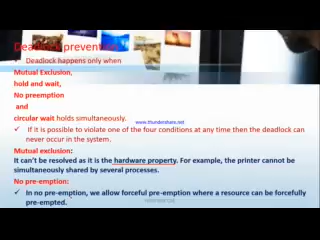 Deadlock prevention
Deadlock happens only when
Mutual Exclusion,
hold and wait,
No preemption
and
circular wait holds simultaneously.
www.thundershare.net
If it is possible to violate one of the four conditions at any time then the deadlock can
never occur in the system.
Mutual exclusion:
It can't be resolved as it is the hardware property. For example, the printer cannot be
simultaneously shared by several processes.
No pre-emption:
In no pre-emption, we allow forceful pre-emption where a resource can be forcefully
pre-empted.